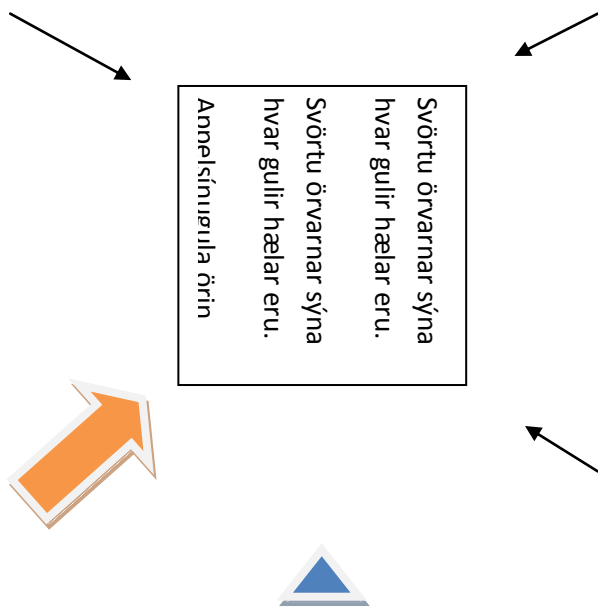 Svörtu örvarnar sýna
hvar gulir hælar eru.
Svörtu örvarnar sýna
hvar gulir hælar eru.
Appelsínugula örin